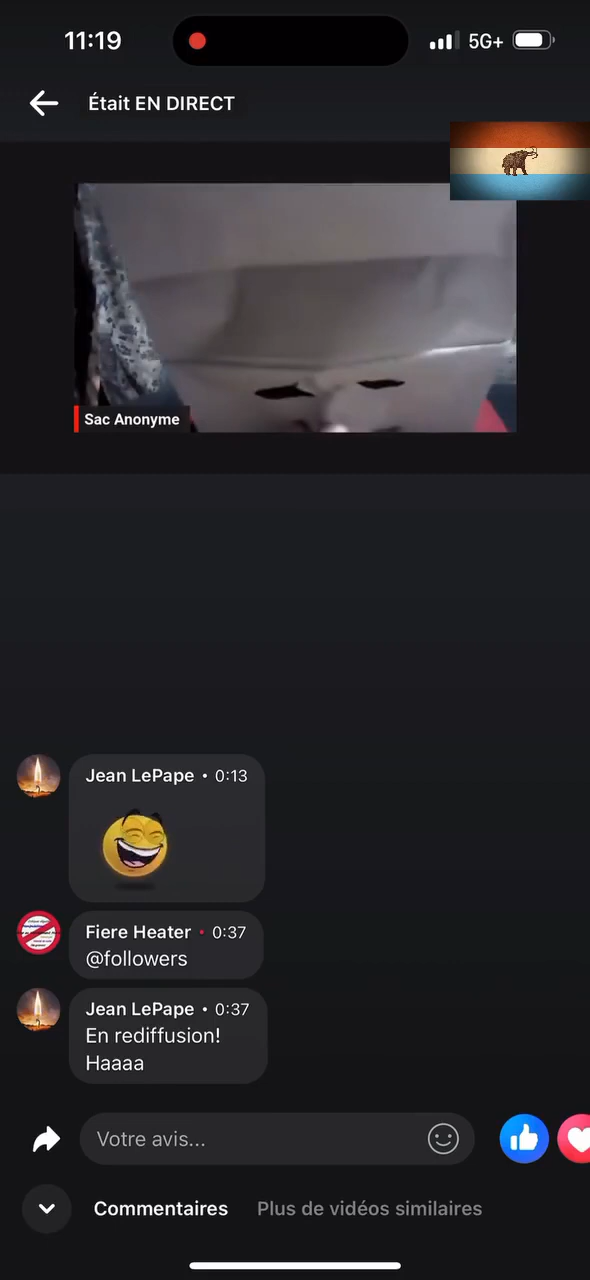 11:19
5G+
Était EN DIRECT
Sac Anonyme
Jean LePape • 0:13
Fiere Heater • 0:37
@followers
Jean LePape • 0:37
En rediffusion!
Haaaa
Votre avis...
Commentaires
Plus de vidéos similaires